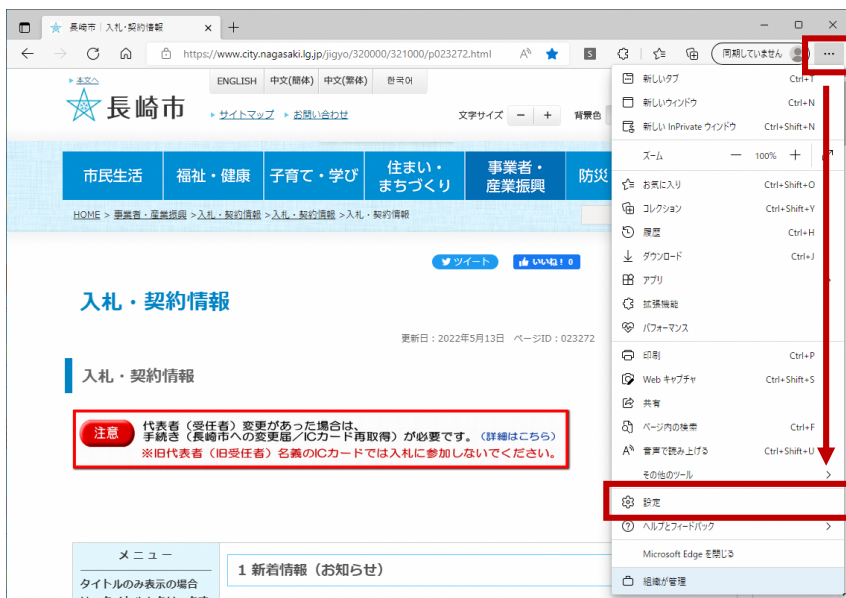 長崎市 | 入札・契約情報
https://www.city.nagasaki.lg.jp/jigyo/320000/321000/p023272.html
同期していません
本文へ
ENGLISH 中文(簡体) 中文(繁体) 한국어
長崎市
サイトマップ お問い合わせ
文字サイズ － ＋ 背景色
市民生活 福祉・健康 子育て・学び 住まい・まちづくり 事業者・産業振興 防災
HOME > 事業者・産業振興 >入札・契約情報 >入札・契約情報 >入札・契約情報
ツイート いいね！ 0
入札・契約情報
更新日：2022年5月13日 ページID：023272
入札・契約情報
注意
代表者（受任者）変更があった場合は、
手続き（長崎市への変更届／ICカード再取得）が必要です。（詳細はこちら）
※旧代表者（旧受任者）名義のICカードでは入札に参加しないでください。
メニュー
タイトルのみ表示の場合
1 新着情報（お知らせ）
新しいタブ Ctrl+T
新しいウィンドウ Ctrl+N
新しい InPrivate ウィンドウ Ctrl+Shift+N
ズーム － 100% ＋
お気に入り Ctrl+Shift+O
コレクション Ctrl+Shift+Y
履歴 Ctrl+H
ダウンロード Ctrl+J
アプリ
拡張機能
パフォーマンス
印刷 Ctrl+P
Web キャプチャ Ctrl+Shift+S
共有
ページ内の検索 Ctrl+F
音声で読み上げる Ctrl+Shift+U
その他のツール
設定
ヘルプとフィードバック
Microsoft Edge を閉じる
組織が管理